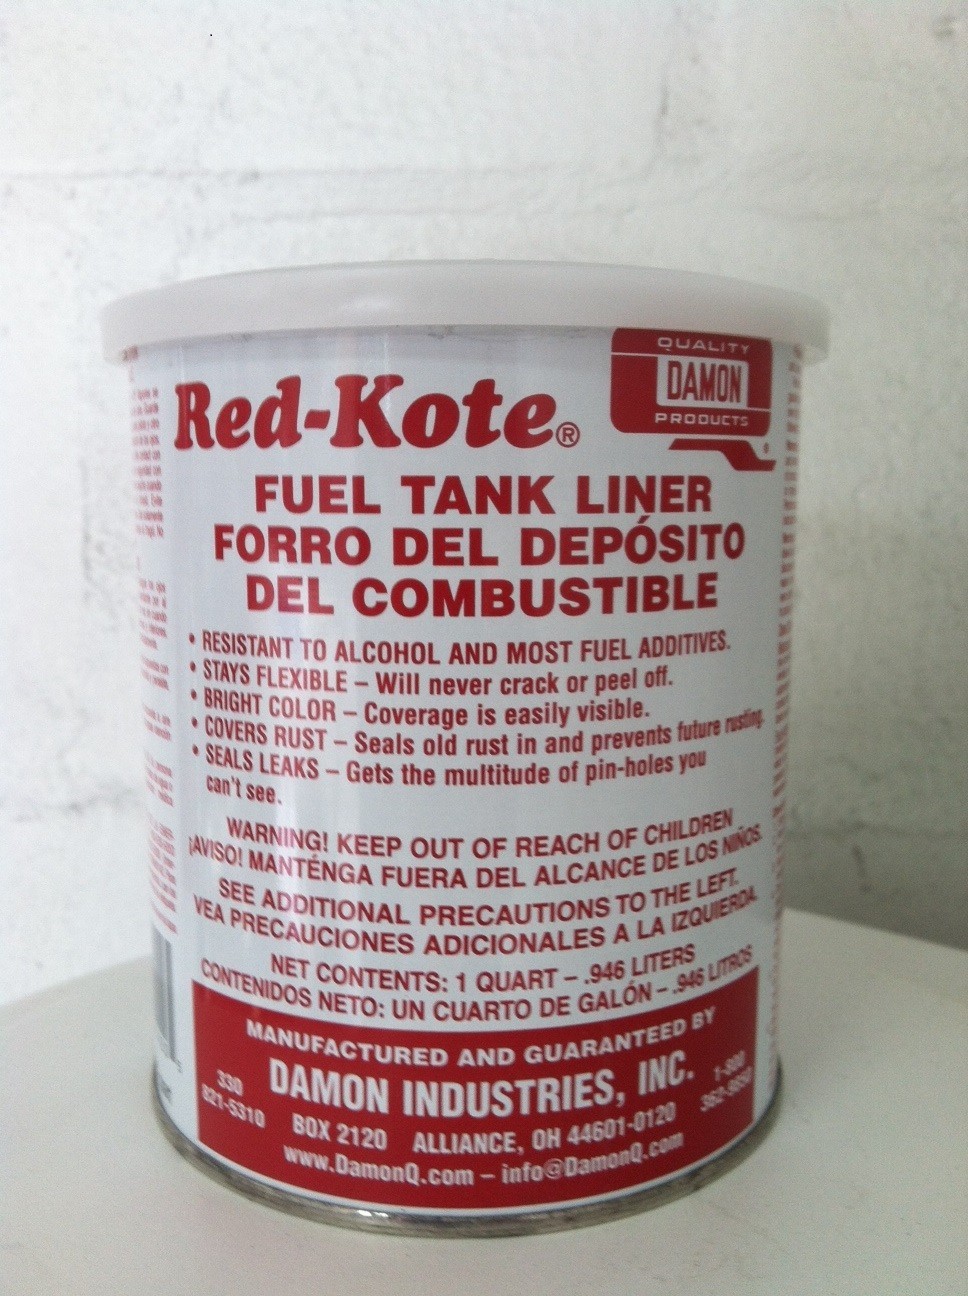 QUALITY
DAMON
PRODUCTS
Red-Kote®
FUEL TANK LINER
FORRO DEL DEPÓSITO
DEL COMBUSTIBLE
• RESISTANT TO ALCOHOL AND MOST FUEL ADDITIVES.
• STAYS FLEXIBLE – Will never crack or peel off.
• BRIGHT COLOR – Coverage is easily visible.
• COVERS RUST – Seals old rust in and prevents future rusting.
• SEALS LEAKS – Gets the multitude of pin-holes you
can't see.
WARNING! KEEP OUT OF REACH OF CHILDREN
¡AVISO! MANTÉNGA FUERA DEL ALCANCE DE LOS NIÑOS.
SEE ADDITIONAL PRECAUTIONS TO THE LEFT.
VEA PRECAUCIONES ADICIONALES A LA IZQUIERDA.
NET CONTENTS: 1 QUART – .946 LITERS
CONTENIDOS NETO: UN CUARTO DE GALÓN – .946 LITROS
MANUFACTURED AND GUARANTEED BY
DAMON INDUSTRIES, INC.
330
821-5310
1-800
362-9850
BOX 2120 ALLIANCE, OH 44601-0120
www.DamonQ.com – info@DamonQ.com